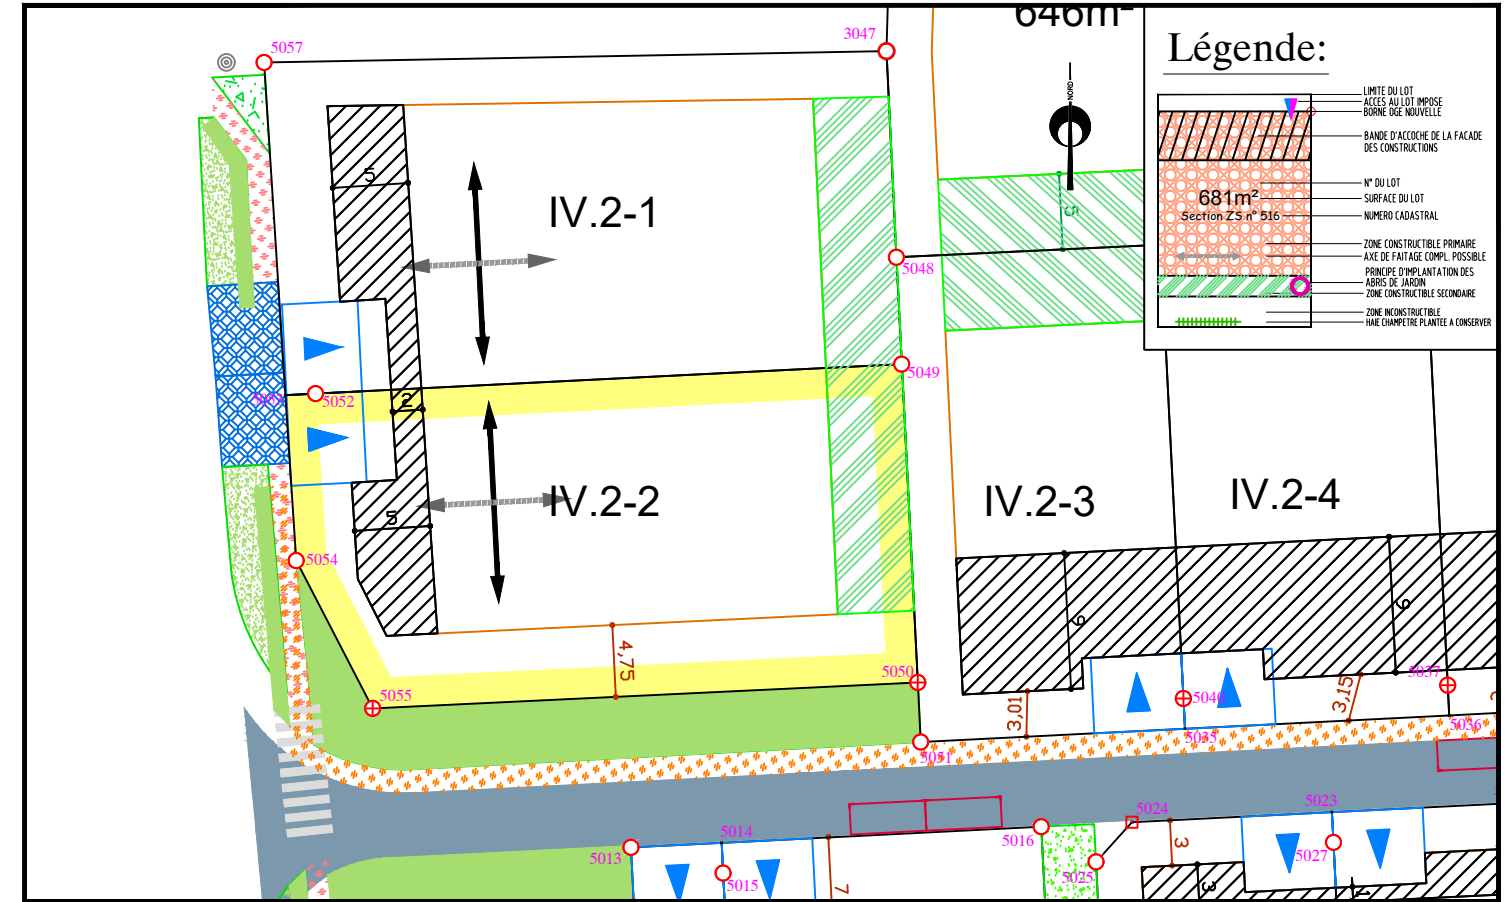 646m²
Légende:
LIMITE DU LOT
ACCES AU LOT IMPOSE
BORNE OGE NOUVELLE
BANDE D'ACCOCHE DE LA FACADE
DES CONSTRUCTIONS
N° DU LOT
681m²
SURFACE DU LOT
Section ZS n° 516
NUMERO CADASTRAL
ZONE CONSTRUCTIBLE PRIMAIRE
AXE DE FAITAGE COMPL. POSSIBLE
PRINCIPE D'IMPLANTATION DES
ABRIS DE JARDIN
ZONE CONSTRUCTIBLE SECONDAIRE
ZONE INCONSTRUCTIBLE
HAIE CHAMPETRE PLANTEE A CONSERVER
5057
3047
NORD
5
IV.2-1
5
5048
5049
5052
2
IV.2-2
IV.2-3
IV.2-4
5
5054
4,75
5050
5055
5051
9
9
3,01
3,15
5040
5035
5037
5036
5013
5014
5015
5016
5024
5025
5023
5027
7
3
3
1